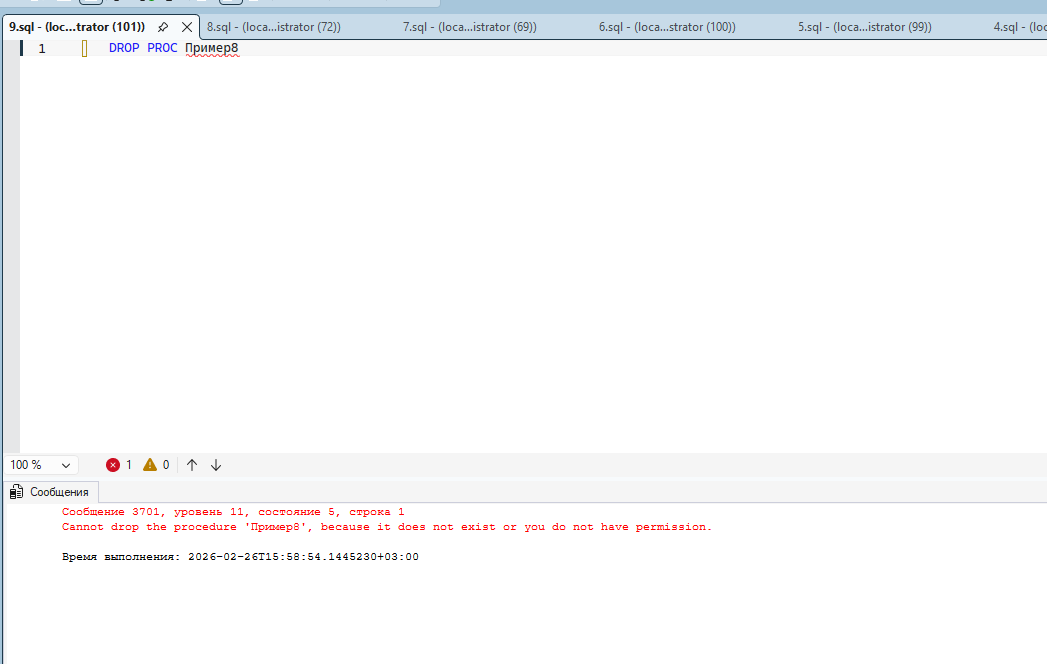 9.sql - (loc...trator (101)) 8.sql - (loca...istrator (72)) 7.sql - (loca...istrator (69)) 6.sql - (loca...strator (100)) 5.sql - (loca...istrator (99)) 4.sql - (loc
1 DROP PROC Пример8
100 % 1 0
Сообщения
Сообщение 3701, уровень 11, состояние 5, строка 1
Cannot drop the procedure 'Пример8', because it does not exist or you do not have permission.
Время выполнения: 2026-02-26T15:58:54.1445230+03:00